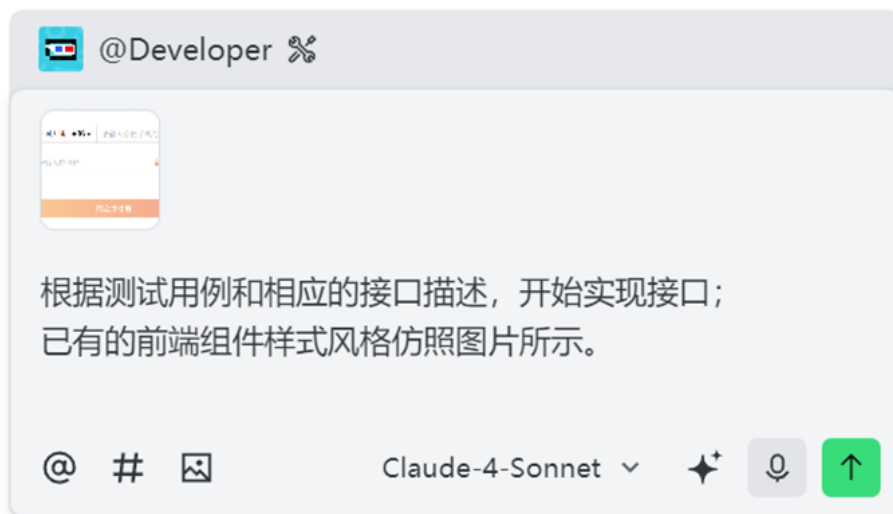 @Developer
根据测试用例和相应的接口描述，开始实现接口；
已有的前端组件样式风格仿照图片所示。
Claude-4-Sonnet